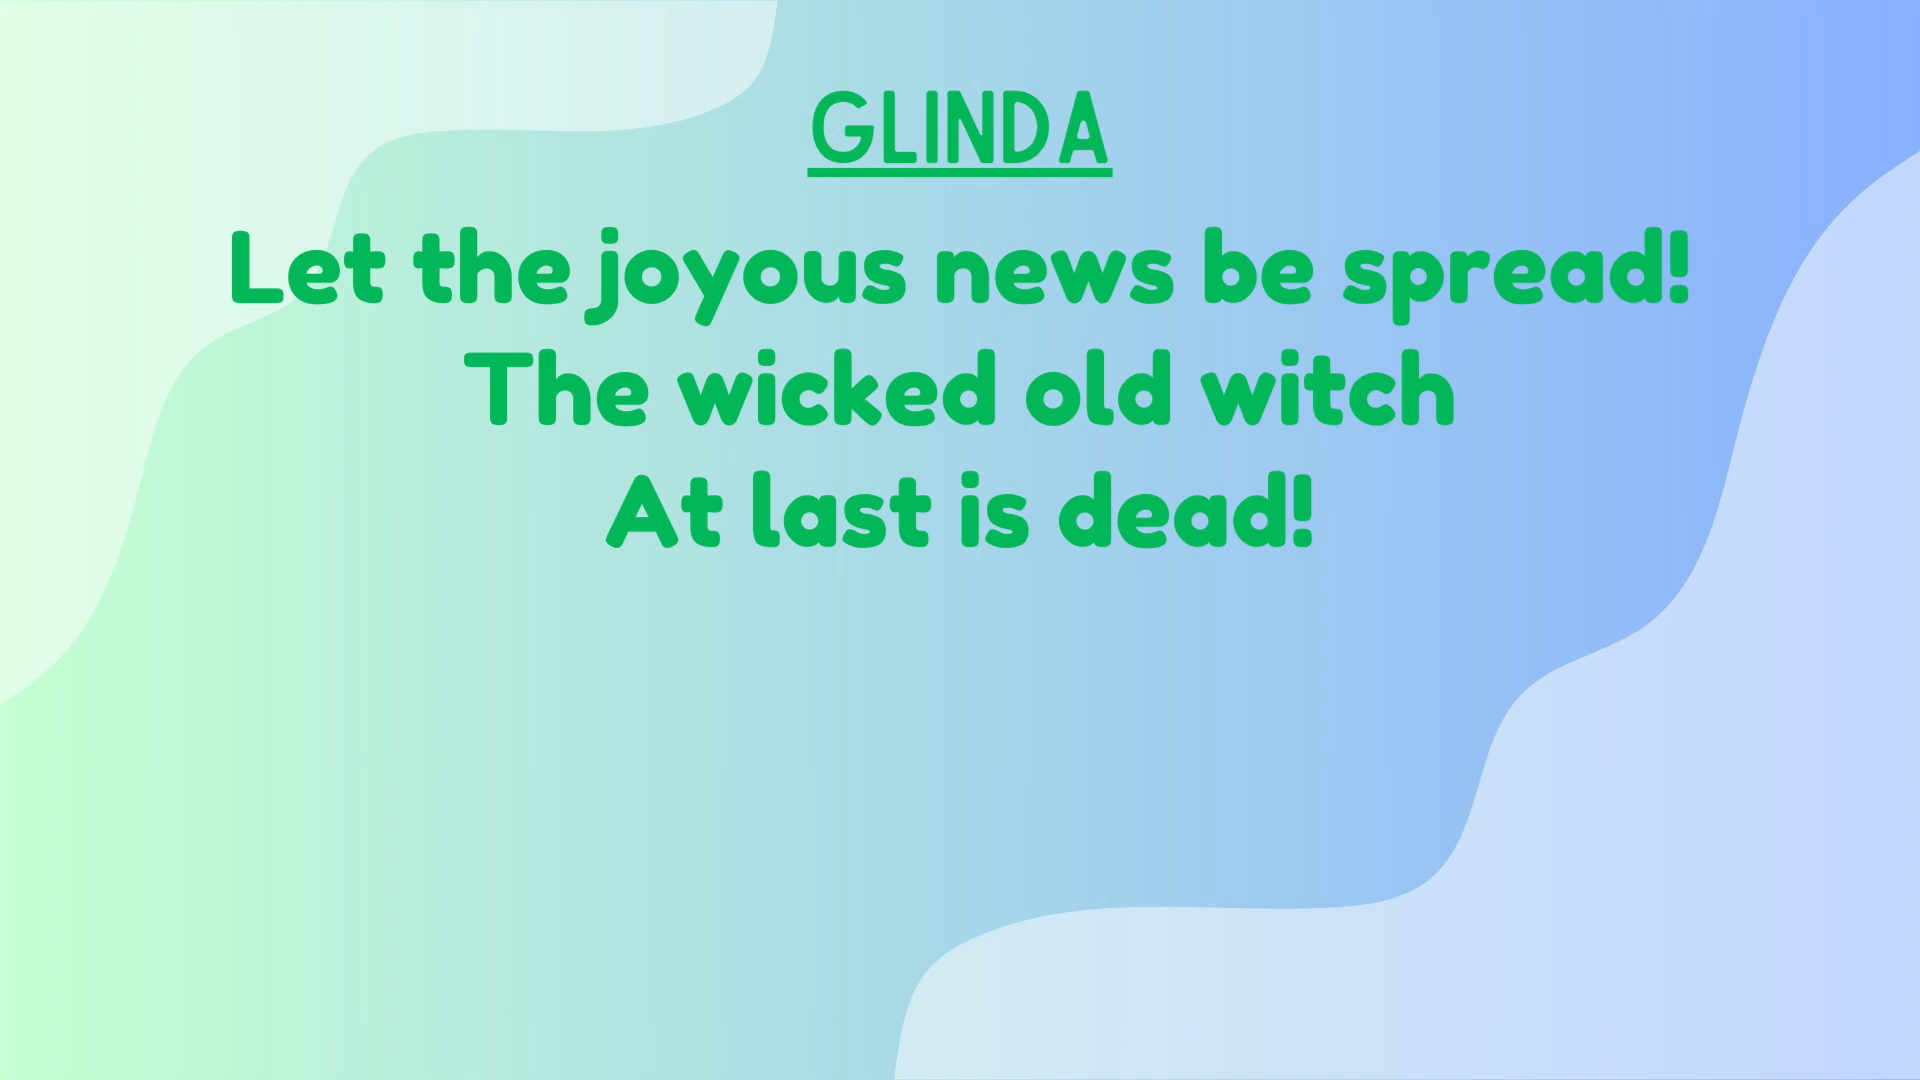 GLINDA
Let the joyous news be spread!
The wicked old witch
At last is dead!